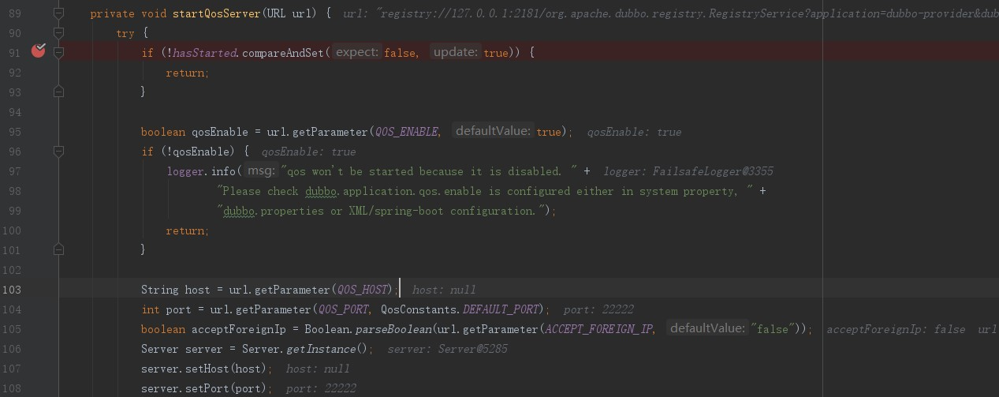 89 private void startQosServer(URL url) { url: "registry://127.0.0.1:2181/org.apache.dubbo.registry.RegistryService?application=dubbo-provider&dub
90 try {
91 if (!hasStarted.compareAndSet( expect: false, update: true)) {
92 return;
93 }
94
95 boolean qosEnable = url.getParameter(QOS_ENABLE, defaultValue: true); qosEnable: true
96 if (!qosEnable) { qosEnable: true
97 logger.info( msg: "qos won't be started because it is disabled. " + logger: FailsafeLogger@3355
98 "Please check dubbo.application.qos.enable is configured either in system property, " +
99 "dubbo.properties or XML/spring-boot configuration.");
100 return;
101 }
102
103 String host = url.getParameter(QOS_HOST); host: null
104 int port = url.getParameter(QOS_PORT, QosConstants.DEFAULT_PORT); port: 22222
105 boolean acceptForeignIp = Boolean.parseBoolean(url.getParameter(ACCEPT_FOREIGN_IP, defaultValue: "false")); acceptForeignIp: false url
106 Server server = Server.getInstance(); server: Server@5285
107 server.setHost(host); host: null
108 server.setPort(port); port: 22222